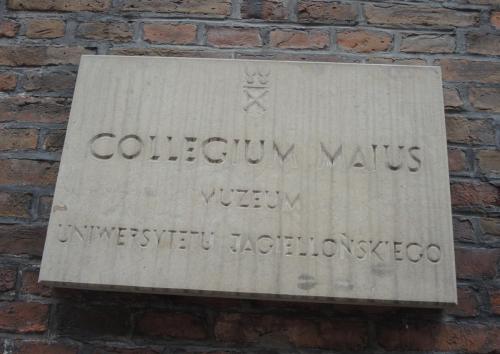 COLLEGIUM MAIUS
MUZEUM
UNIWERSYTETU JAGIELLOŃSKIEGO